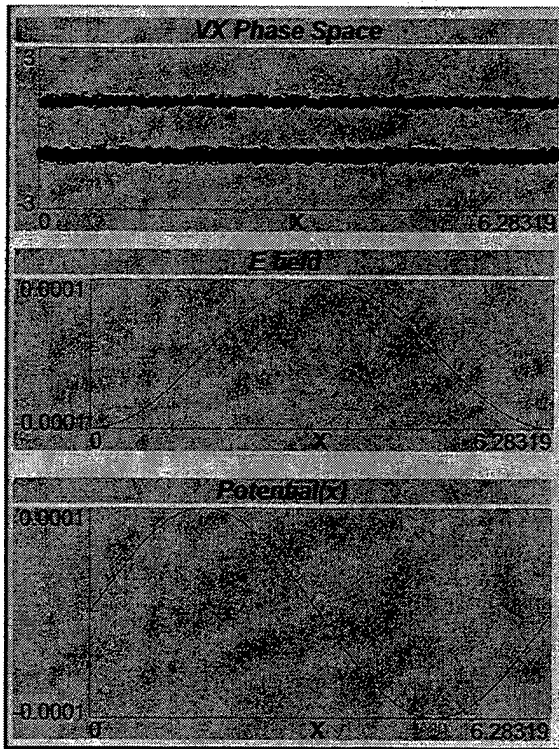 VX Phase Space
3
-3
0 X 6.28319
E field
0.0001
-0.0001
0 X 6.28319
Potential(x)
0.0001
-0.0001
0 X 6.28319